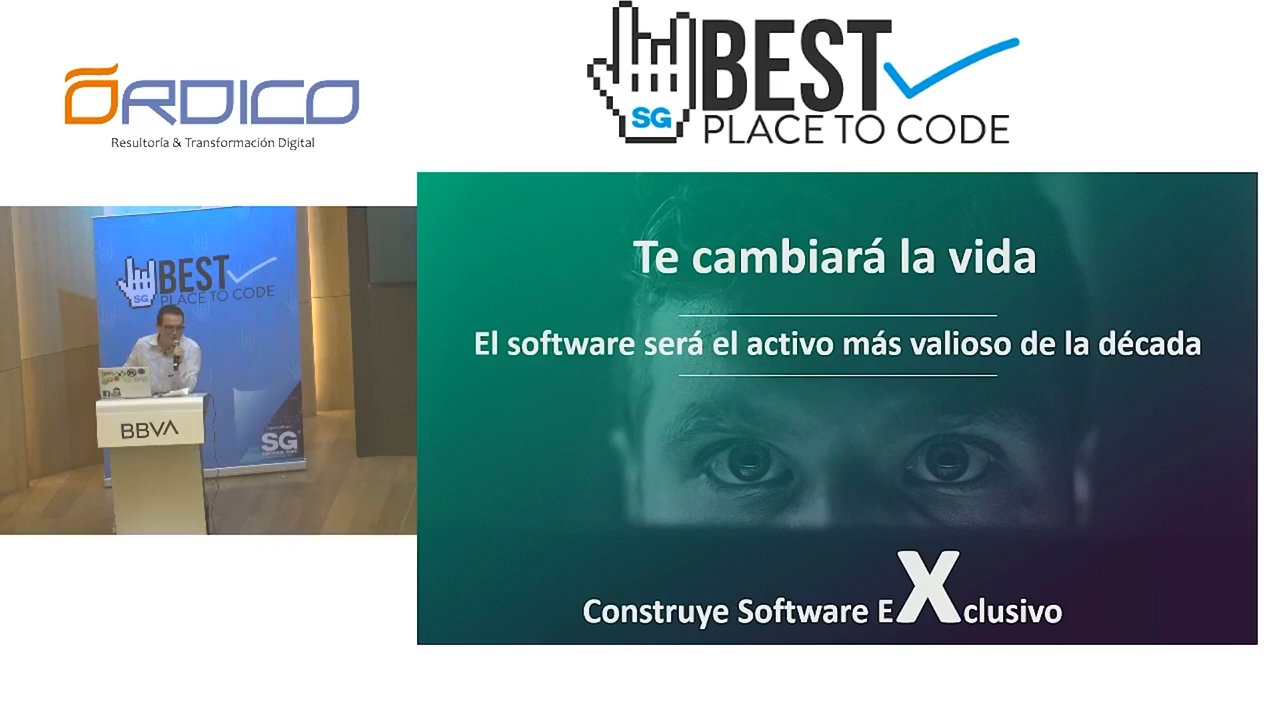 ORDICO
Resultoría & Transformación Digital
BEST
SG
PLACE TO CODE
BEST
SG
PLACE TO CODE
BBVA
SG
Te cambiará la vida
El software será el activo más valioso de la década
Construye Software EXclusivo